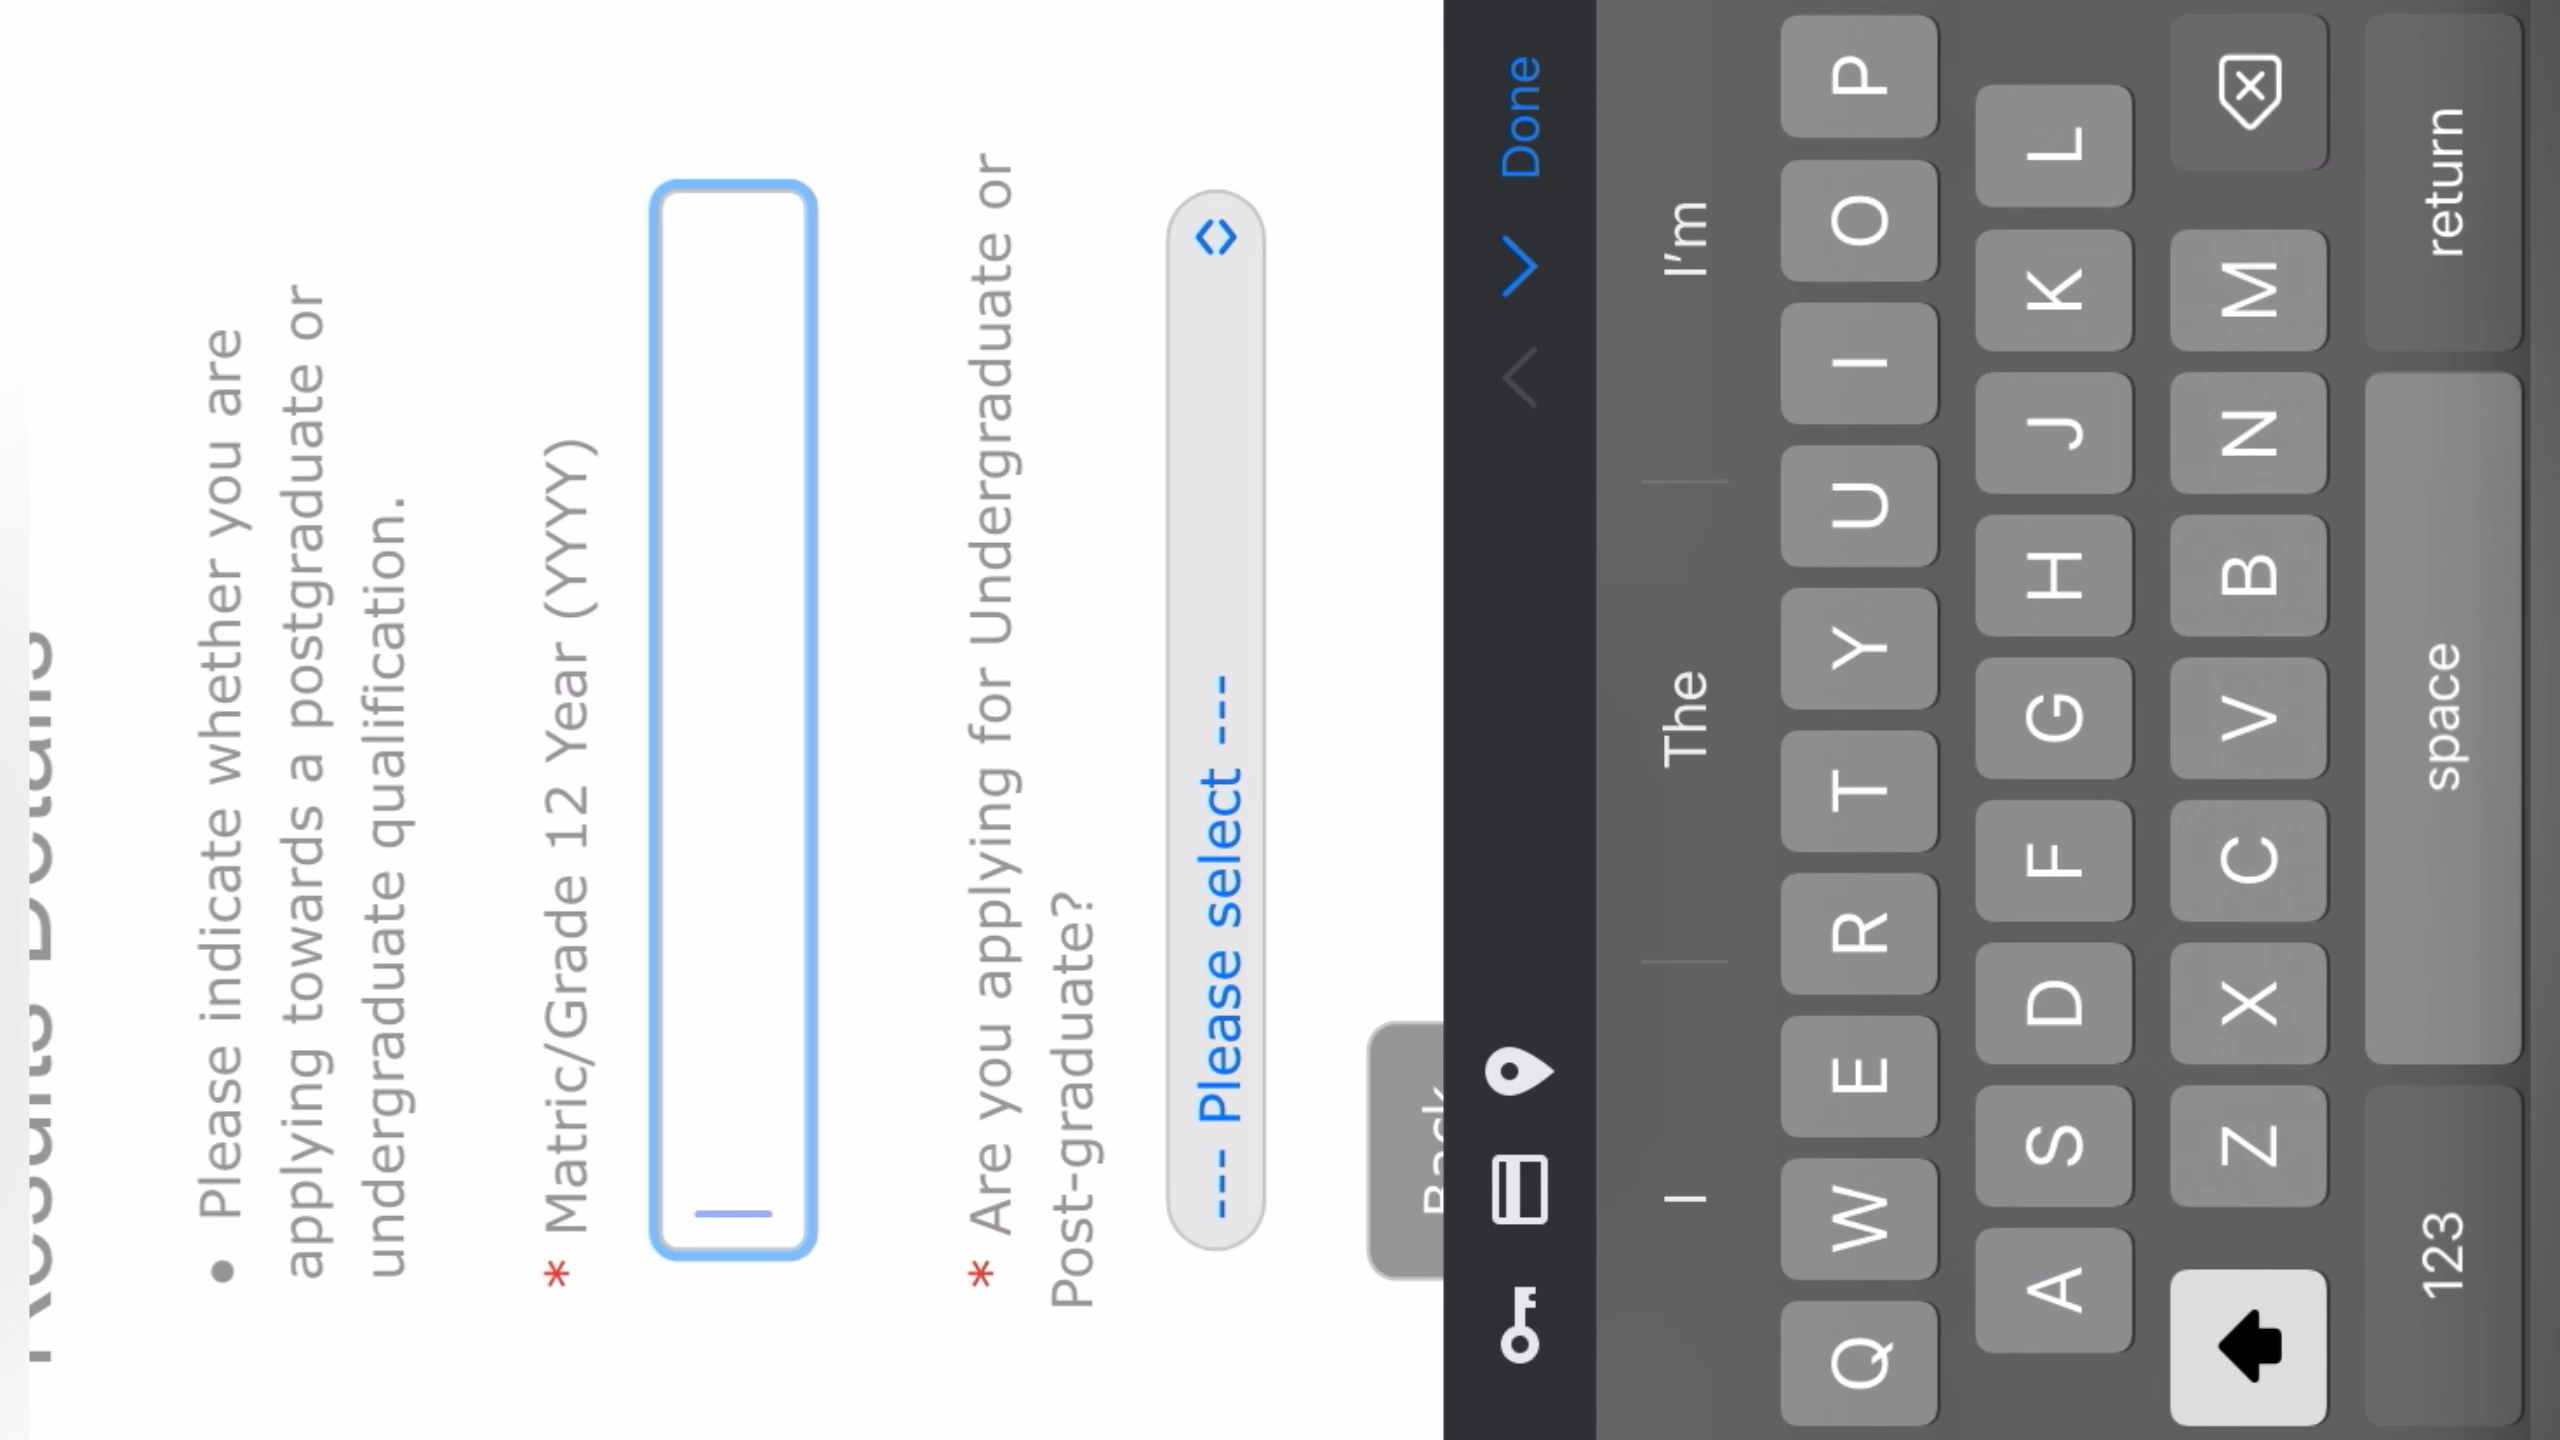 • Please indicate whether you are
applying towards a postgraduate or
undergraduate qualification.
* Matric/Grade 12 Year (YYYY)
* Are you applying for Undergraduate or
Post-graduate?
--- Please select ---
Back
Done
I The I'm
Q W E R T Y U I O P
A S D F G H J K L
Z X C V B N M
123 space return